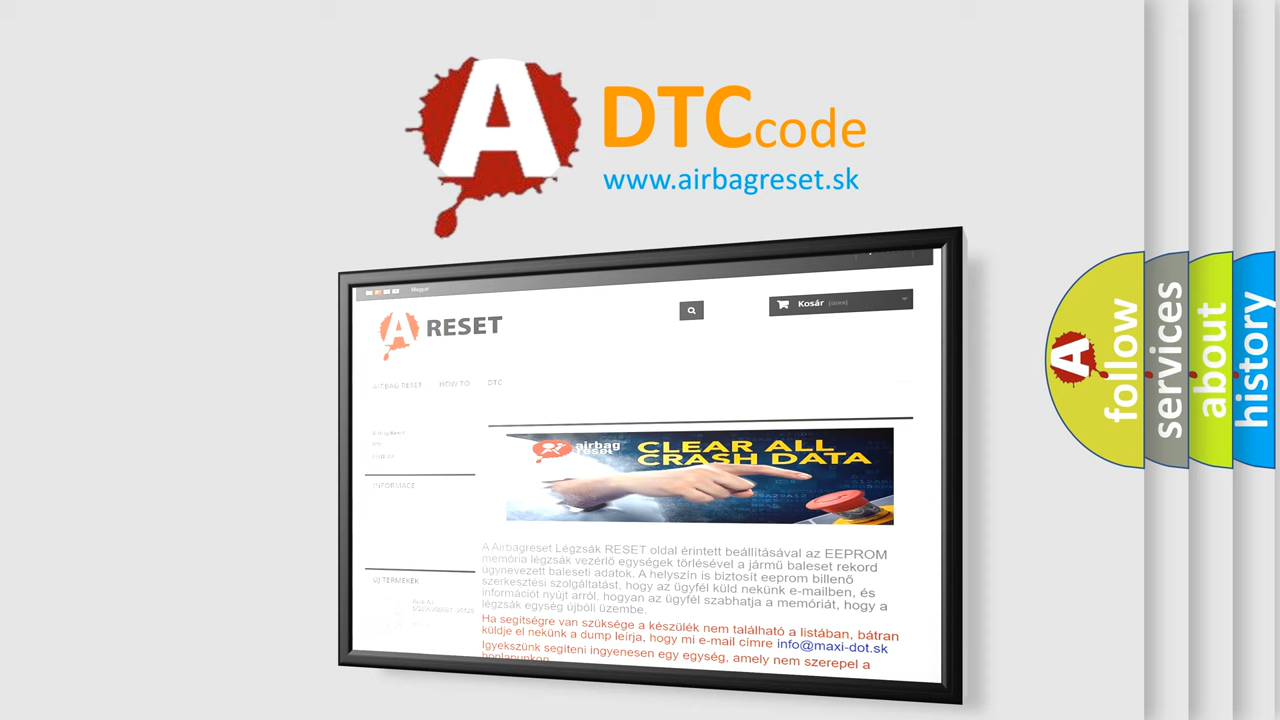 A DTCcode
www.airbagreset.sk
Magyar
Kosár (üres)
A RESET
AIRBAG RESET HOW TO DTC
Airbag Reset
DTC
INFORMACE
airbag
reset
CLEAR ALL
CRASH DATA
A Airbagreset Légzsák RESET oldal érintett beállításával az EEPROM
memória légzsák vezérlő egységek törlésével a jármű baleset rekord
úgynevezett baleseti adatok. A helyszín is biztosít eeprom billenő
szerkesztési szolgáltatást, hogy az ügyfél küld nekünk e-mailben, és
információt nyújt arról, hogyan az ügyfél szabhatja a memóriát, hogy a
légzsák egység újbóli üzembe.
Ha segítségre van szüksége a készülék nem található a listában, bátran
küldje el nekünk a dump leírja, hogy mi e-mail címre info@maxi-dot.sk
Igyekszünk segíteni ingyenesen egy egység, amely nem szerepel a
honlapunkon
ÚJ TERMÉKEK
A follow
services
about
history